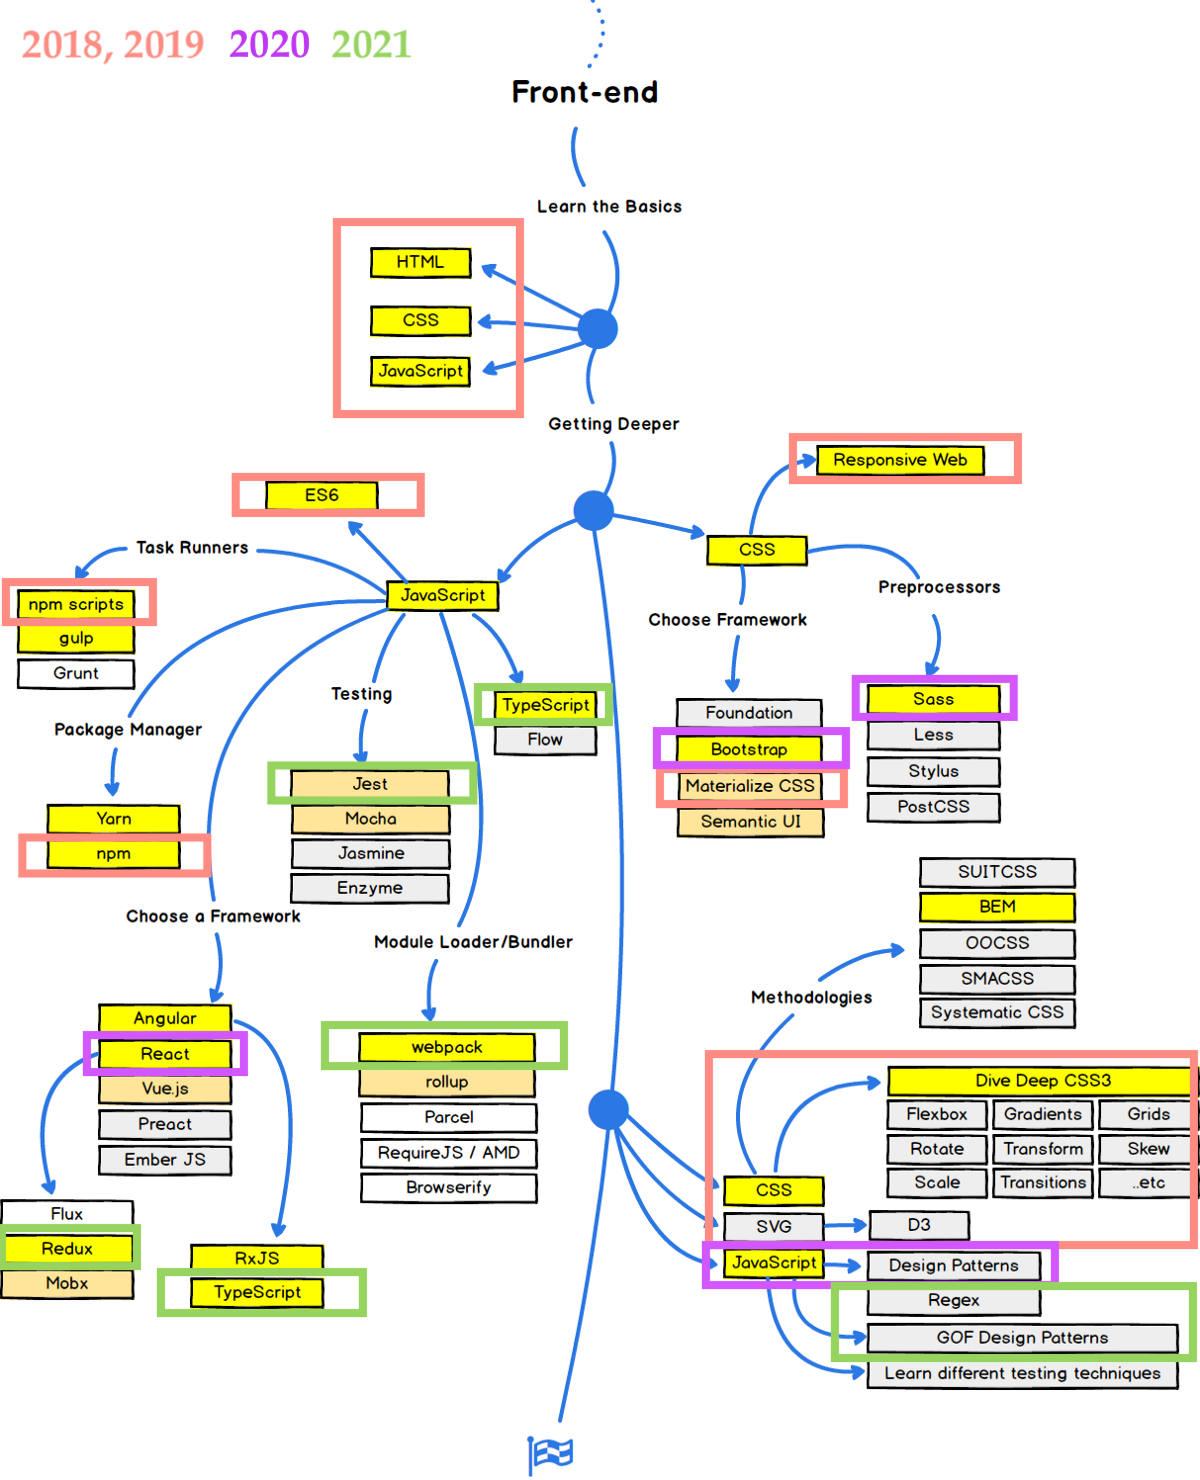 2018, 2019 2020 2021
Front-end
Learn the Basics
HTML
CSS
JavaScript
Getting Deeper
Responsive Web
ES6
CSS
Task Runners
JavaScript
Preprocessors
npm scripts
gulp
Grunt
Choose Framework
Testing
TypeScript
Flow
Foundation
Bootstrap
Materialize CSS
Semantic UI
Sass
Less
Stylus
PostCSS
Package Manager
Yarn
npm
Jest
Mocha
Jasmine
Enzyme
SUITCSS
BEM
OOCSS
SMACSS
Systematic CSS
Choose a Framework
Module Loader/Bundler
Methodologies
Angular
React
Vue.js
Preact
Ember JS
webpack
rollup
Parcel
RequireJS / AMD
Browserify
Dive Deep CSS3
Flexbox Gradients Grids
Rotate Transform Skew
Scale Transitions ..etc
CSS
SVG
D3
JavaScript
Design Patterns
Regex
GOF Design Patterns
Learn different testing techniques
Flux
Redux
Mobx
RxJS
TypeScript